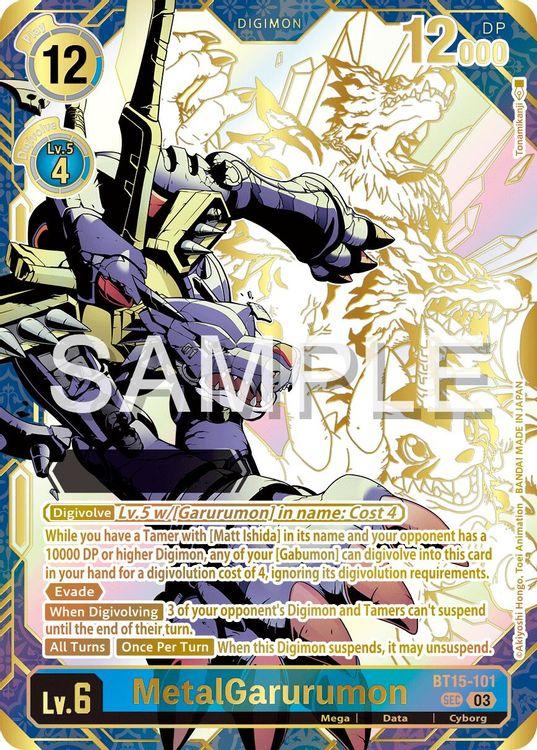 DIGIMON
Play
12
DP
12000
Digivolve
Lv.5
4
Tonamikanji
SAMPLE
©Akiyoshi Hongo, Toei Animation BANDAI MADE IN JAPAN
Digivolve Lv.5 w/[Garurumon] in name: Cost 4
While you have a Tamer with [Matt Ishida] in its name and your opponent has a
10000 DP or higher Digimon, any of your [Gabumon] can digivolve into this card
in your hand for a digivolution cost of 4, ignoring its digivolution requirements.
Evade
When Digivolving 3 of your opponent's Digimon and Tamers can't suspend
until the end of their turn.
All Turns Once Per Turn When this Digimon suspends, it may unsuspend.
Lv.6
MetalGarurumon
BT15-101
SEC 03
Mega | Data | Cyborg